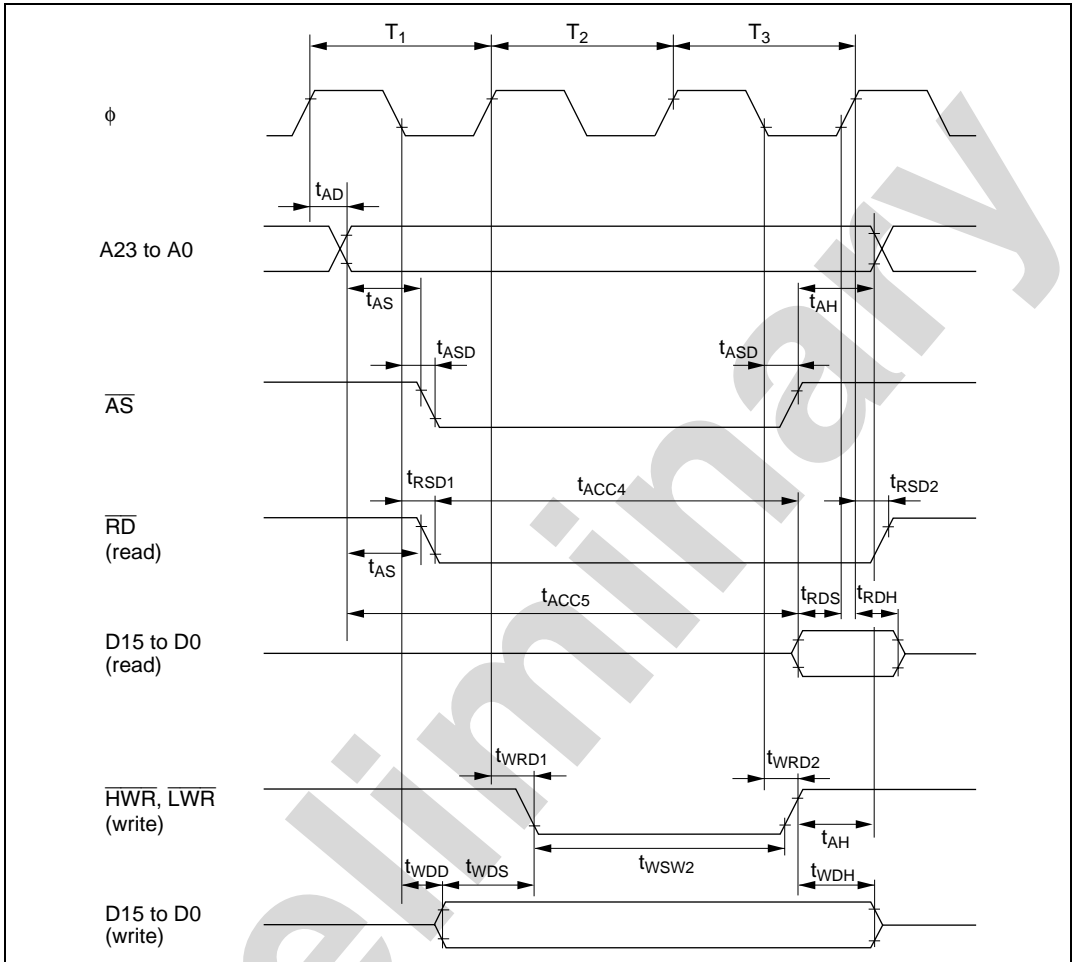 T1 T2 T3
φ
tAD
A23 to A0
tAS tAH
tASD tASD
AS
tRSD1 tACC4 tRSD2
RD
(read)
tAS
tACC5 tRDS tRDH
D15 to D0
(read)
tWRD1 tWRD2
HWR, LWR
(write)
tAH
tWSW2
tWDD tWDS tWDH
D15 to D0
(write)
eliminary